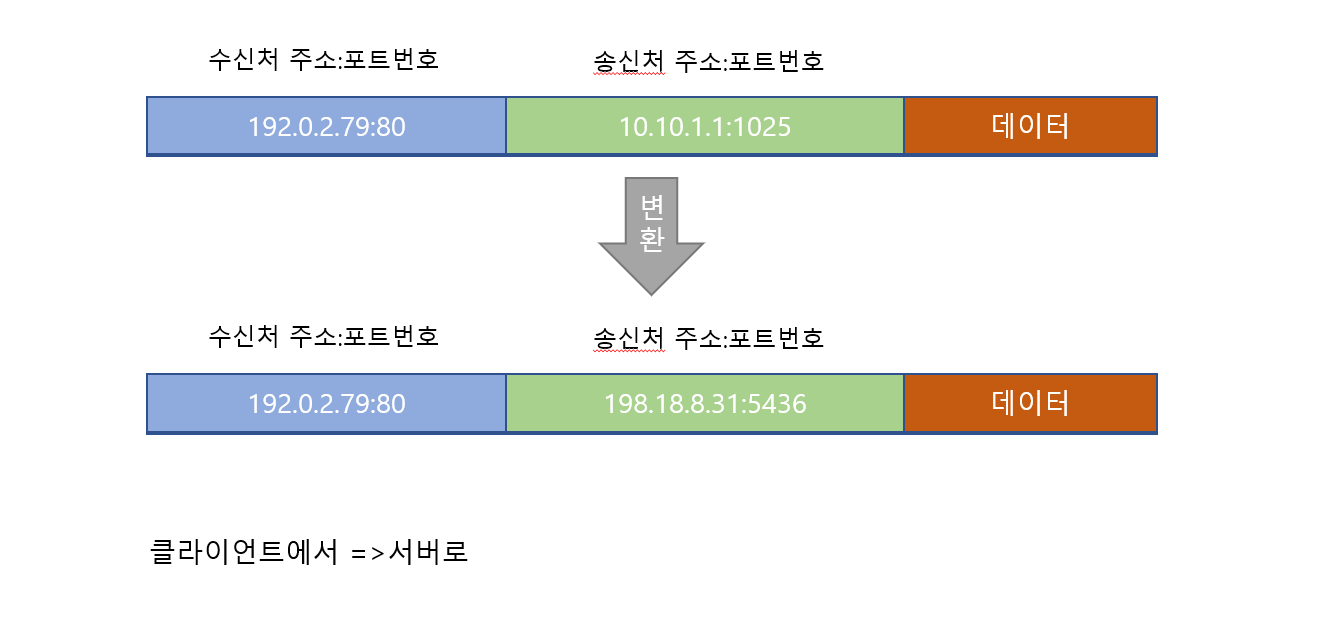 수신처 주소:포트번호
송신처 주소:포트번호
192.0.2.79:80
10.10.1.1:1025
데이터
변
환
수신처 주소:포트번호
송신처 주소:포트번호
192.0.2.79:80
198.18.8.31:5436
데이터
클라이언트에서 =>서버로